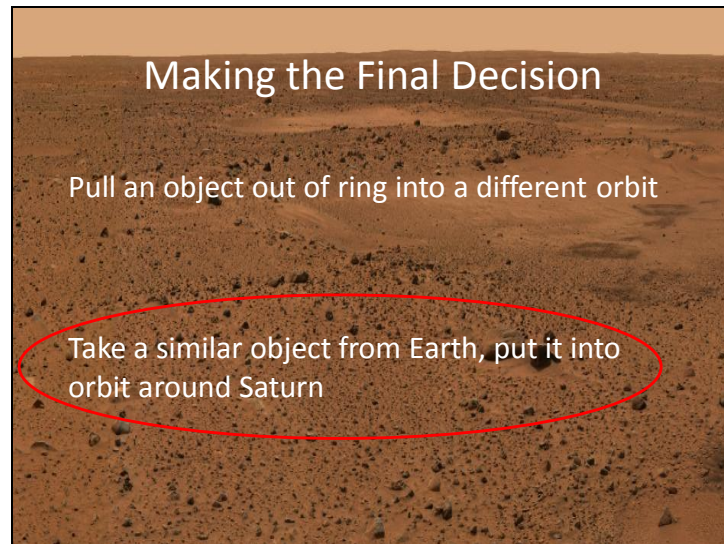 Making the Final Decision
Pull an object out of ring into a different orbit
Take a similar object from Earth, put it into
orbit around Saturn